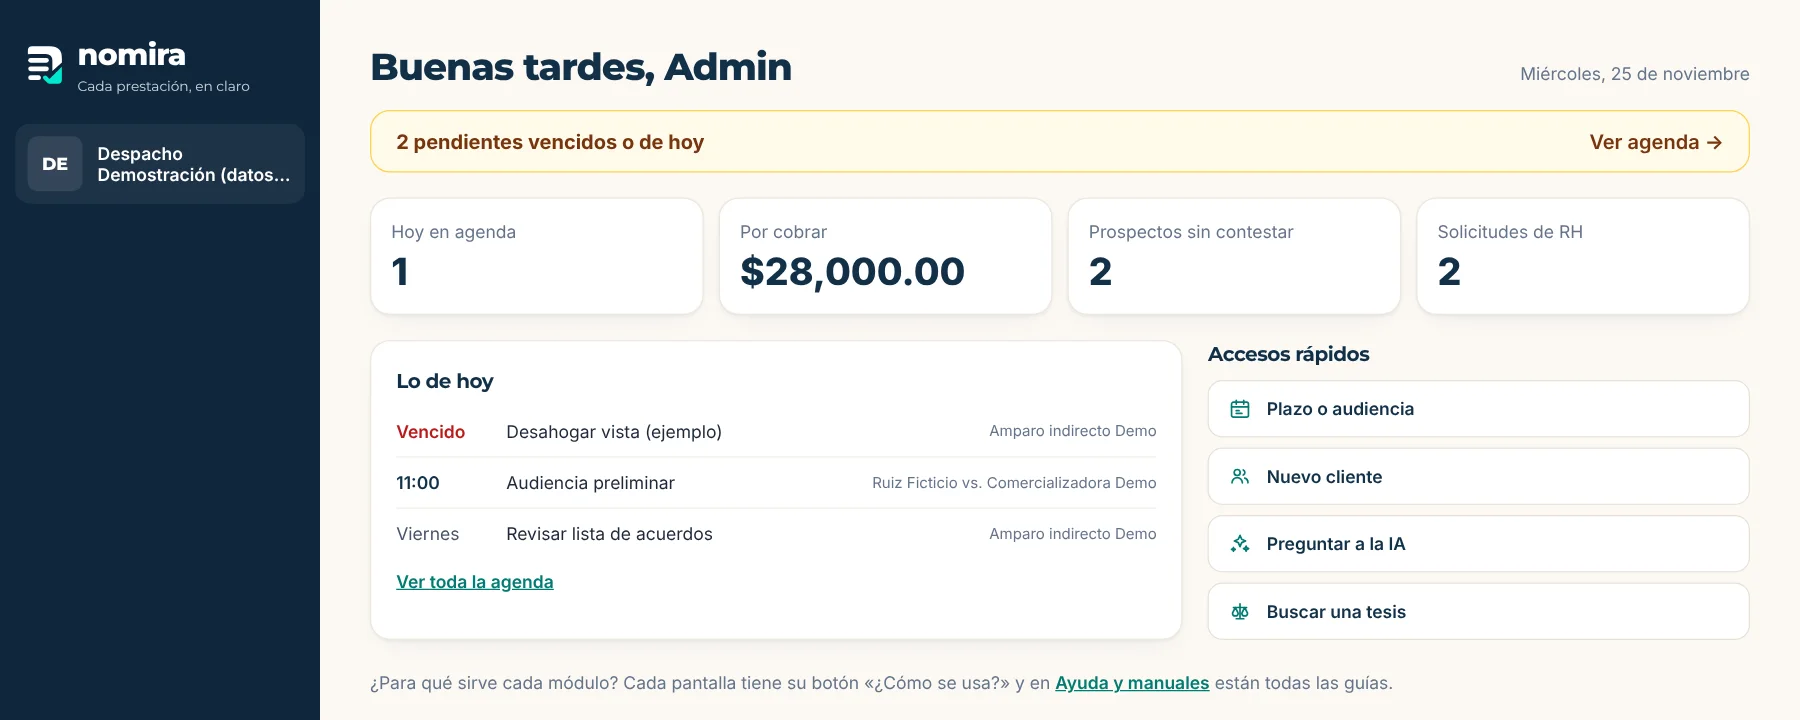 nomira
Cada prestación, en claro
DE
Despacho
Demostración (datos...
Buenas tardes, Admin
Miércoles, 25 de noviembre
2 pendientes vencidos o de hoy
Ver agenda →
Hoy en agenda
1
Por cobrar
$28,000.00
Prospectos sin contestar
2
Solicitudes de RH
2
Lo de hoy
Vencido Desahogar vista (ejemplo) Amparo indirecto Demo
11:00 Audiencia preliminar Ruiz Ficticio vs. Comercializadora Demo
Viernes Revisar lista de acuerdos Amparo indirecto Demo
Ver toda la agenda
Accesos rápidos
Plazo o audiencia
Nuevo cliente
Preguntar a la IA
Buscar una tesis
¿Para qué sirve cada módulo? Cada pantalla tiene su botón «¿Cómo se usa?» y en Ayuda y manuales están todas las guías.